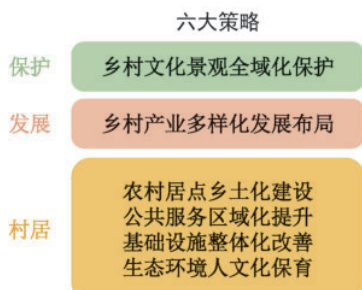 六大策略
保护
乡村文化景观全域化保护
发展
乡村产业多样化发展布局
村居
农村居点乡土化建设
公共服务区域化提升
基础设施整体化改善
生态环境人文化保育